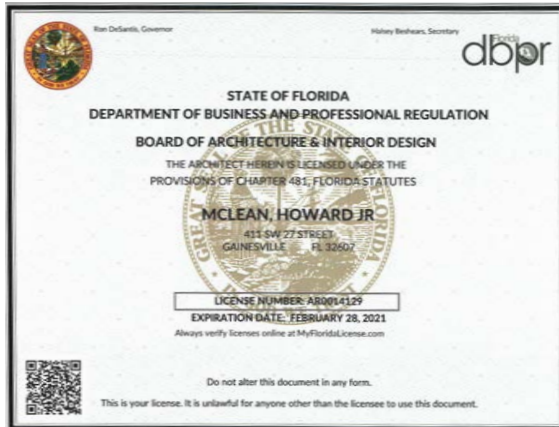 Ron DeSantis, Governor
Halsey Beshears, Secretary
Florida
dbpr
STATE OF FLORIDA
DEPARTMENT OF BUSINESS AND PROFESSIONAL REGULATION
BOARD OF ARCHITECTURE & INTERIOR DESIGN
THE ARCHITECT HEREIN IS LICENSED UNDER THE
PROVISIONS OF CHAPTER 481, FLORIDA STATUTES
MCLEAN, HOWARD JR
411 SW 27 STREET
GAINESVILLE FL 32607
LICENSE NUMBER: AR0014129
EXPIRATION DATE: FEBRUARY 28, 2021
Always verify licenses online at MyFloridaLicense.com
Do not alter this document in any form.
This is your license. It is unlawful for anyone other than the licensee to use this document.